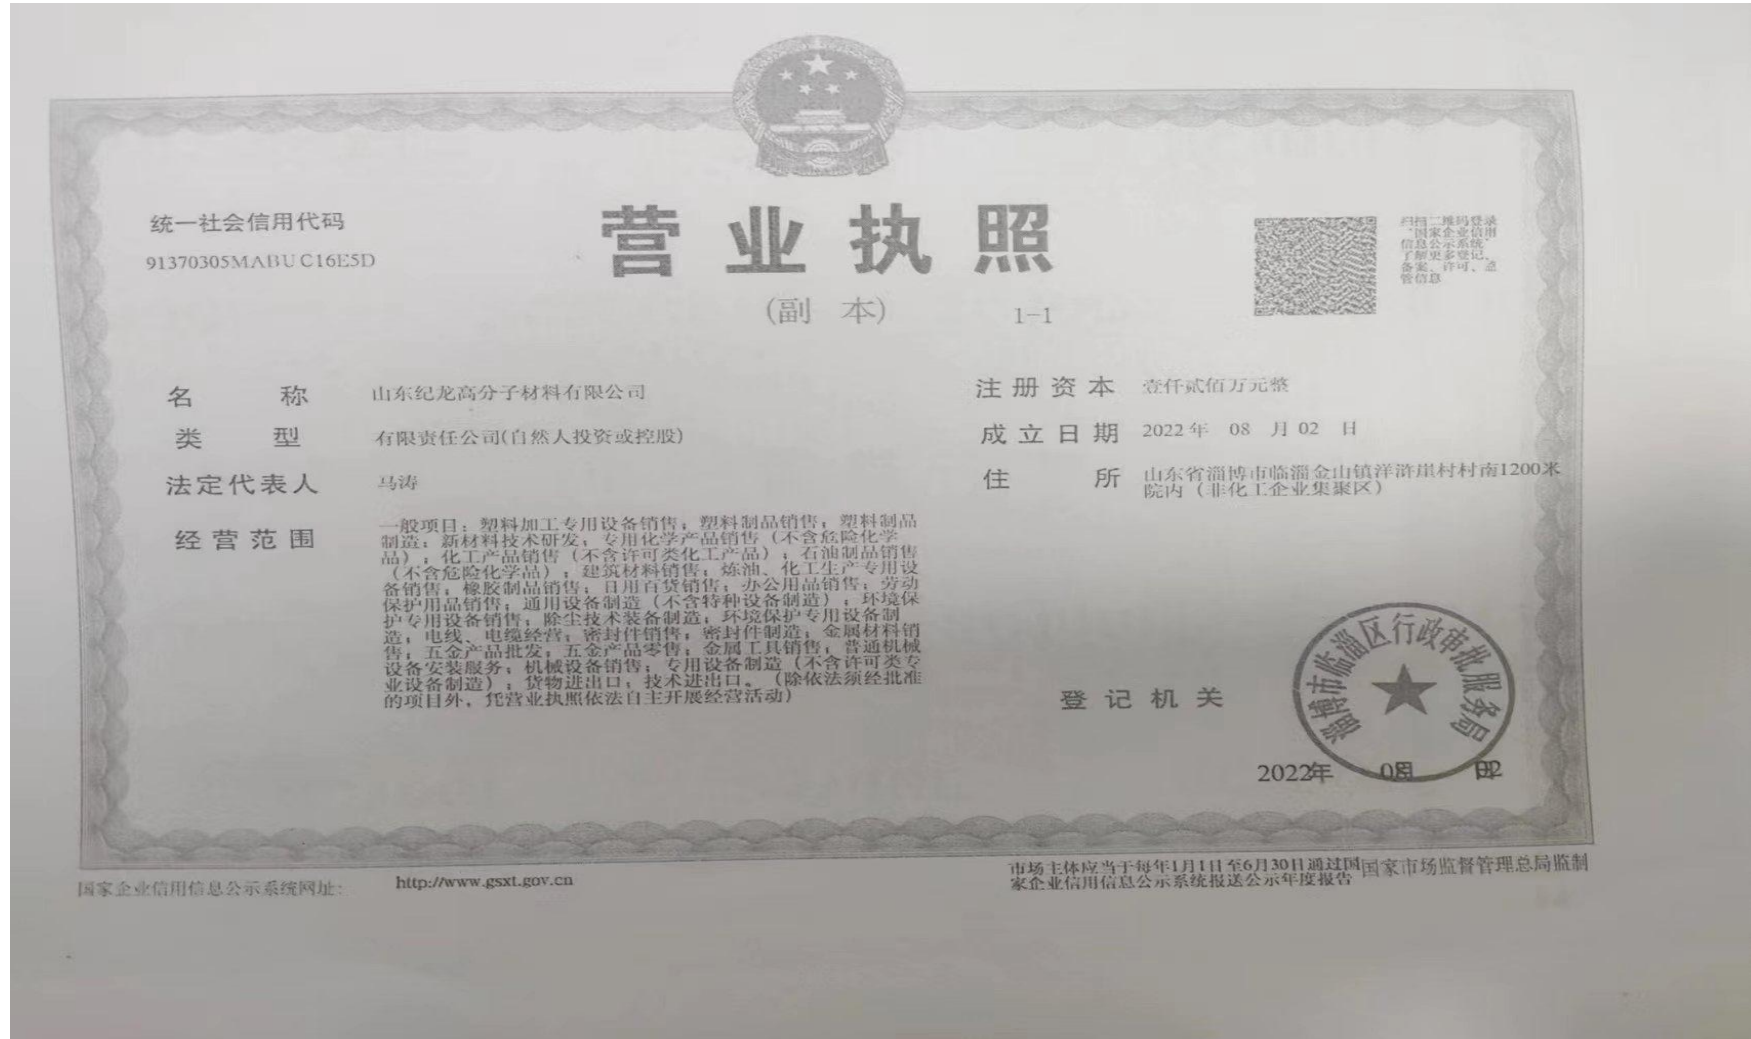 统一社会信用代码
91370305MABUC16E5D
营业执照
(副 本) 1-1
扫描二维码登录
“国家企业信用
信息公示系统”
了解更多登记、
备案、许可、监
管信息
名 称 山东纪龙高分子材料有限公司
类 型 有限责任公司(自然人投资或控股)
法定代表人 马涛
经营范围 一般项目：塑料加工专用设备销售；塑料制品销售；塑料制品
制造；新材料技术研发；专用化学产品销售（不含危险化学
品）；化工产品销售（不含许可类化工产品）；石油制品销售
（不含危险化学品）；建筑材料销售；炼油、化工生产专用设
备销售；橡胶制品销售；日用百货销售；办公用品销售；劳动
保护用品销售；通用设备制造（不含特种设备制造）；环境保
护专用设备销售；除尘技术装备制造；环境保护专用设备制
造；电线、电缆经营；密封件销售；密封件制造；金属材料销
售；五金产品批发；五金产品零售；金属工具销售；普通机械
设备安装服务；机械设备销售；专用设备制造（不含许可类专
业设备制造）；货物进出口；技术进出口。（除依法须经批准
的项目外，凭营业执照依法自主开展经营活动）
注册资本 壹仟贰佰万元整
成立日期 2022年 08 月 02 日
住 所 山东省淄博市临淄金山镇洋浒崖村村南1200米
院内（非化工企业集聚区）
登记机关
淄博市临淄区行政审批服务局
2022年 08月 02日
国家企业信用信息公示系统网址： http://www.gsxt.gov.cn
市场主体应当于每年1月1日至6月30日通过国
家企业信用信息公示系统报送公示年度报告
国家市场监督管理总局监制